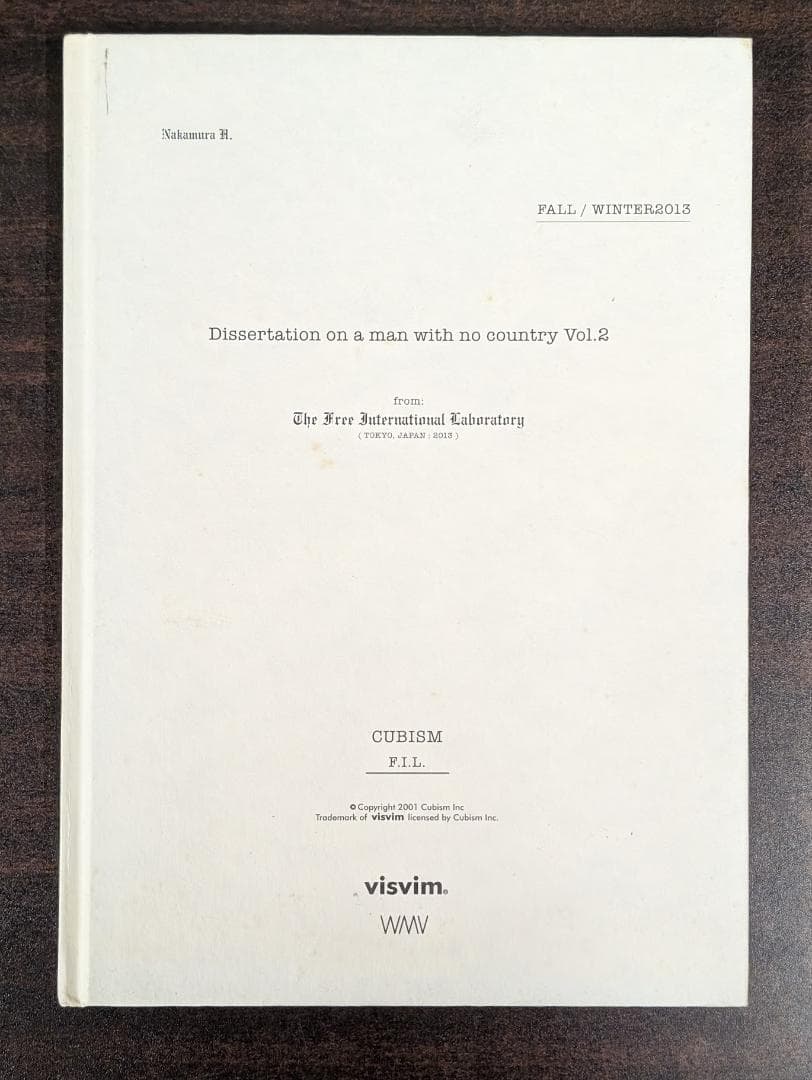 Nakamura H.
FALL / WINTER2013
Dissertation on a man with no country Vol.2
from:
The Free International Laboratory
( TOKYO, JAPAN : 2013 )
CUBISM
F.I.L.
© Copyright 2001 Cubism Inc
Trademark of visvim licensed by Cubism Inc.
visvim®
WMV